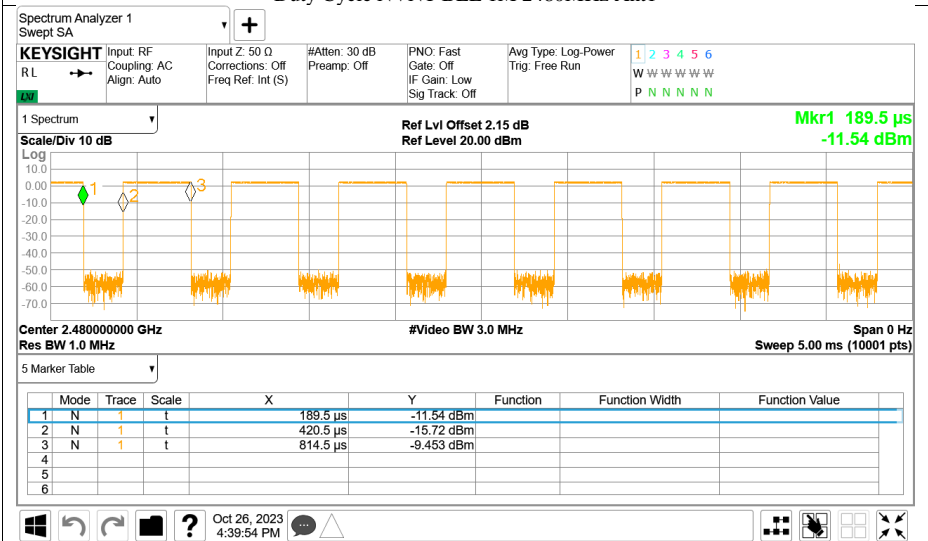 Duty Cycle NVNT BLE 1M 2480MHz Ant1
Spectrum Analyzer 1
Swept SA
+
KEYSIGHT
RL
LXI
Input: RF
Coupling: AC
Align: Auto
Input Z: 50 Ω
Corrections: Off
Freq Ref: Int (S)
#Atten: 30 dB
Preamp: Off
PNO: Fast
Gate: Off
IF Gain: Low
Sig Track: Off
Avg Type: Log-Power
Trig: Free Run
1 2 3 4 5 6
W W W W W W
P N N N N N
1 Spectrum
Scale/Div 10 dB
Ref Lvl Offset 2.15 dB
Ref Level 20.00 dBm
Mkr1 189.5 µs
-11.54 dBm
Log
10.0
0.00
-10.0
-20.0
-30.0
-40.0
-50.0
-60.0
-70.0
1
2
3
Center 2.480000000 GHz
#Video BW 3.0 MHz
Span 0 Hz
Res BW 1.0 MHz
Sweep 5.00 ms (10001 pts)
5 Marker Table
Mode Trace Scale X Y Function Function Width Function Value
1 N 1 t 189.5 µs -11.54 dBm
2 N 1 t 420.5 µs -15.72 dBm
3 N 1 t 814.5 µs -9.453 dBm
4
5
6
?
Oct 26, 2023
4:39:54 PM